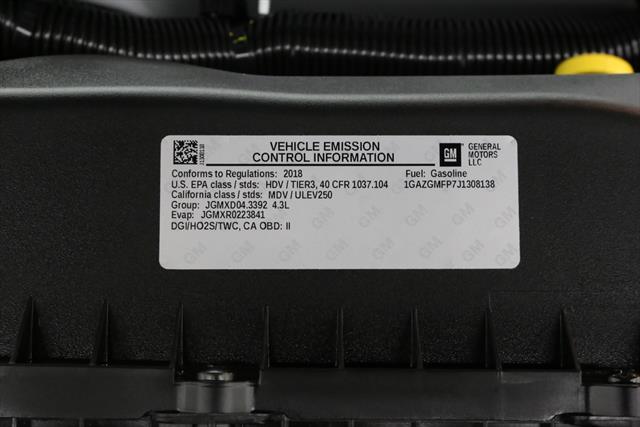 VEHICLE EMISSION
CONTROL INFORMATION
GM
GENERAL
MOTORS
LLC
Conforms to Regulations: 2018
Fuel: Gasoline
U.S. EPA class / stds: HDV / TIER3, 40 CFR 1037.104
1GAZGMFP7J1308138
California class / stds: MDV / ULEV250
Group: JGMXD04.3392 4.3L
Evap: JGMXR0223841
DGI/HO2S/TWC, CA OBD: II